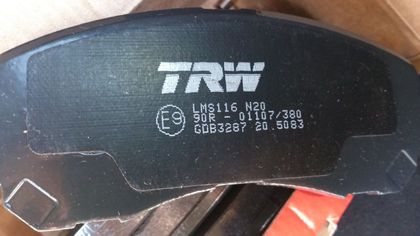 TRW
LMS116 N20
E9 90R - 01107/380
GDB3287 20.5083